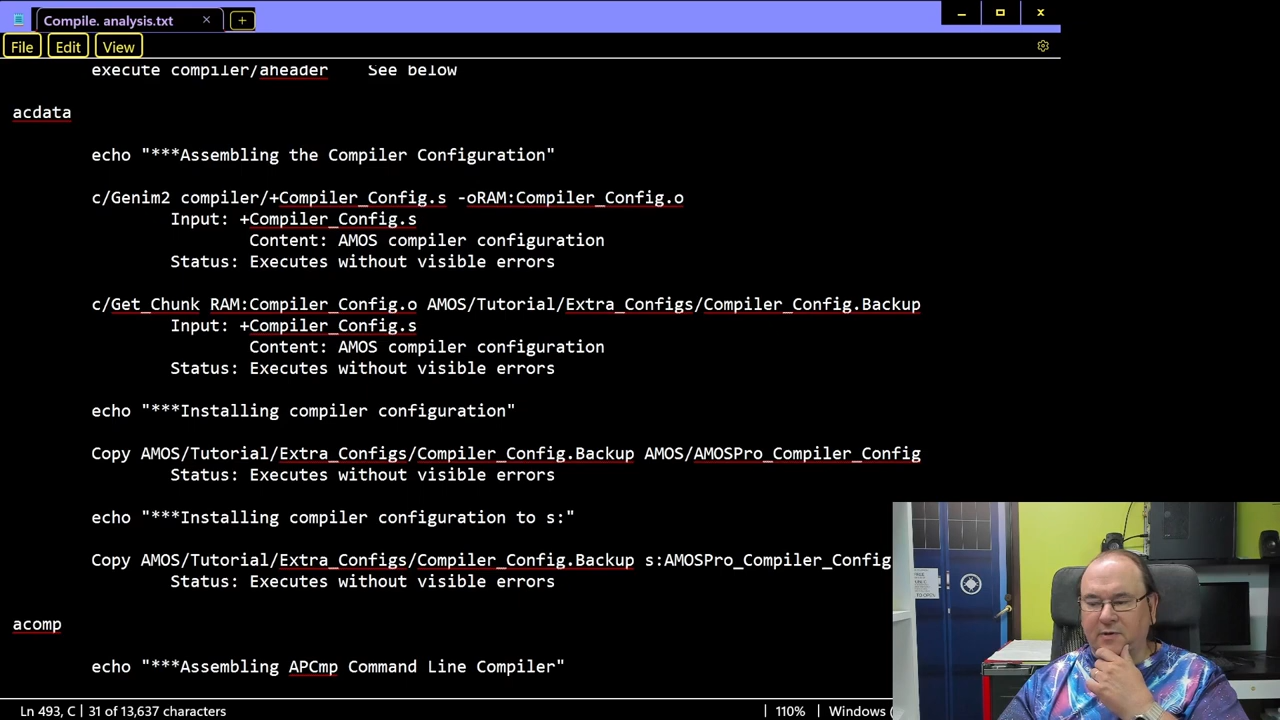 Compile. analysis.txt
File Edit View
execute compiler/aheader See below
acdata
echo "***Assembling the Compiler Configuration"
c/Genim2 compiler/+Compiler_Config.s -oRAM:Compiler_Config.o
Input: +Compiler_Config.s
Content: AMOS compiler configuration
Status: Executes without visible errors
c/Get_Chunk RAM:Compiler_Config.o AMOS/Tutorial/Extra_Configs/Compiler_Config.Backup
Input: +Compiler_Config.s
Content: AMOS compiler configuration
Status: Executes without visible errors
echo "***Installing compiler configuration"
Copy AMOS/Tutorial/Extra_Configs/Compiler_Config.Backup AMOS/AMOSPro_Compiler_Config
Status: Executes without visible errors
echo "***Installing compiler configuration to s:"
Copy AMOS/Tutorial/Extra_Configs/Compiler_Config.Backup s:AMOSPro_Compiler_Config
Status: Executes without visible errors
acomp
echo "***Assembling APCmp Command Line Compiler"
Ln 493, C 31 of 13,637 characters 110% Windows (